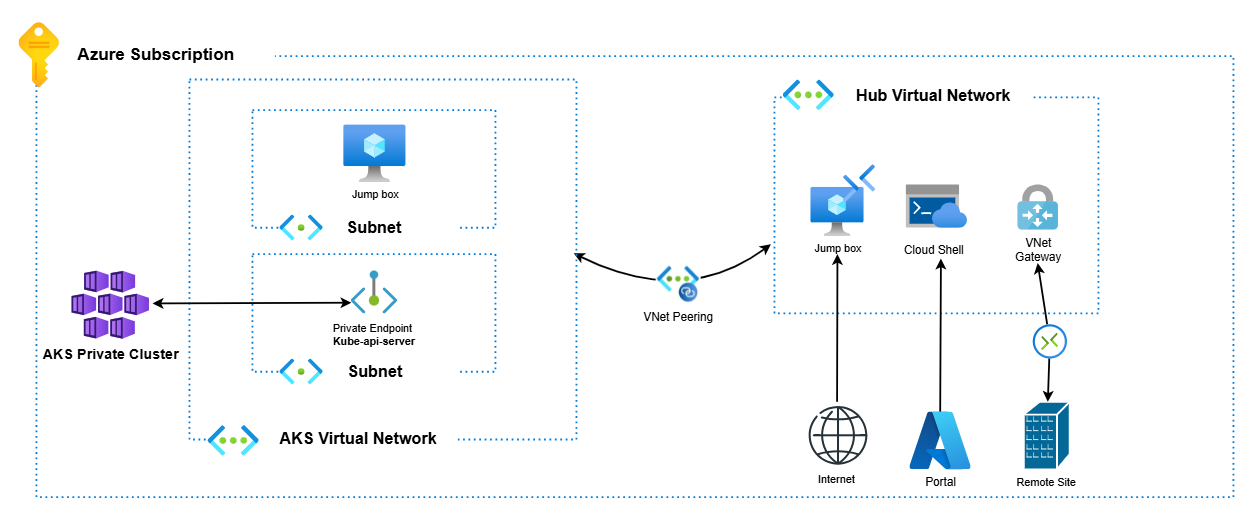 Azure Subscription
Hub Virtual Network
Jump box
Subnet
Jump box
Cloud Shell
VNet
Gateway
Private Endpoint
Kube-api-server
VNet Peering
AKS Private Cluster
Subnet
AKS Virtual Network
Internet
Portal
Remote Site